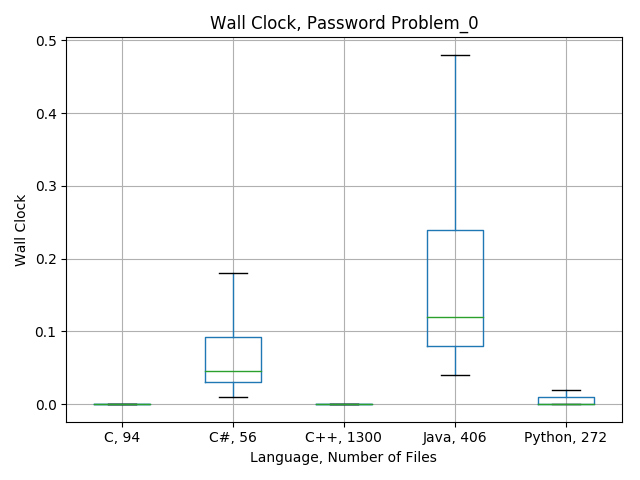 Wall Clock, Password Problem_0
0.5
0.4
0.3
0.2
0.1
0.0
Wall Clock
C, 94 C#, 56 C++, 1300 Java, 406 Python, 272
Language, Number of Files